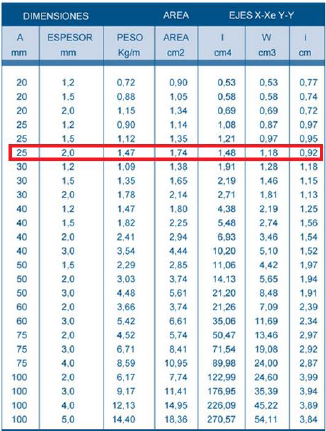 DIMENSIONES AREA EJES X-Xe Y-Y
A ESPESOR PESO AREA I W i
mm mm Kg/m cm2 cm4 cm3 cm
20 1,2 0,72 0,90 0,53 0,53 0,77
20 1,5 0,88 1,05 0,58 0,58 0,74
20 2,0 1,15 1,34 0,69 0,69 0,72
25 1,2 0,90 1,14 1,08 0,87 0,97
25 1,5 1,12 1,35 1,21 0,97 0,95
25 2,0 1,47 1,74 1,48 1,18 0,92
30 1,2 1,09 1,38 1,91 1,28 1,18
30 1,5 1,35 1,65 2,19 1,46 1,15
30 2,0 1,78 2,14 2,71 1,81 1,13
40 1,2 1,47 1,80 4,38 2,19 1,25
40 1,5 1,82 2,25 5,48 2,74 1,56
40 2,0 2,41 2,94 6,93 3,46 1,54
40 3,0 3,54 4,44 10,20 5,10 1,52
50 1,5 2,29 2,85 11,06 4,42 1,97
50 2,0 3,03 3,74 14,13 5,65 1,94
50 3,0 4,48 5,61 21,20 8,48 1,91
60 2,0 3,66 3,74 21,26 7,09 2,39
60 3,0 5,42 6,61 35,06 11,69 2,34
75 2,0 4,52 5,74 50,47 13,46 2,97
75 3,0 6,71 8,41 71,54 19,08 2,92
75 4,0 8,59 10,95 89,98 24,00 2,87
100 2,0 6,17 7,74 122,99 24,60 3,99
100 3,0 9,17 11,41 176,95 35,39 3,94
100 4,0 12,13 14,95 226,09 45,22 3,89
100 5,0 14,40 18,36 270,57 54,11 3,84